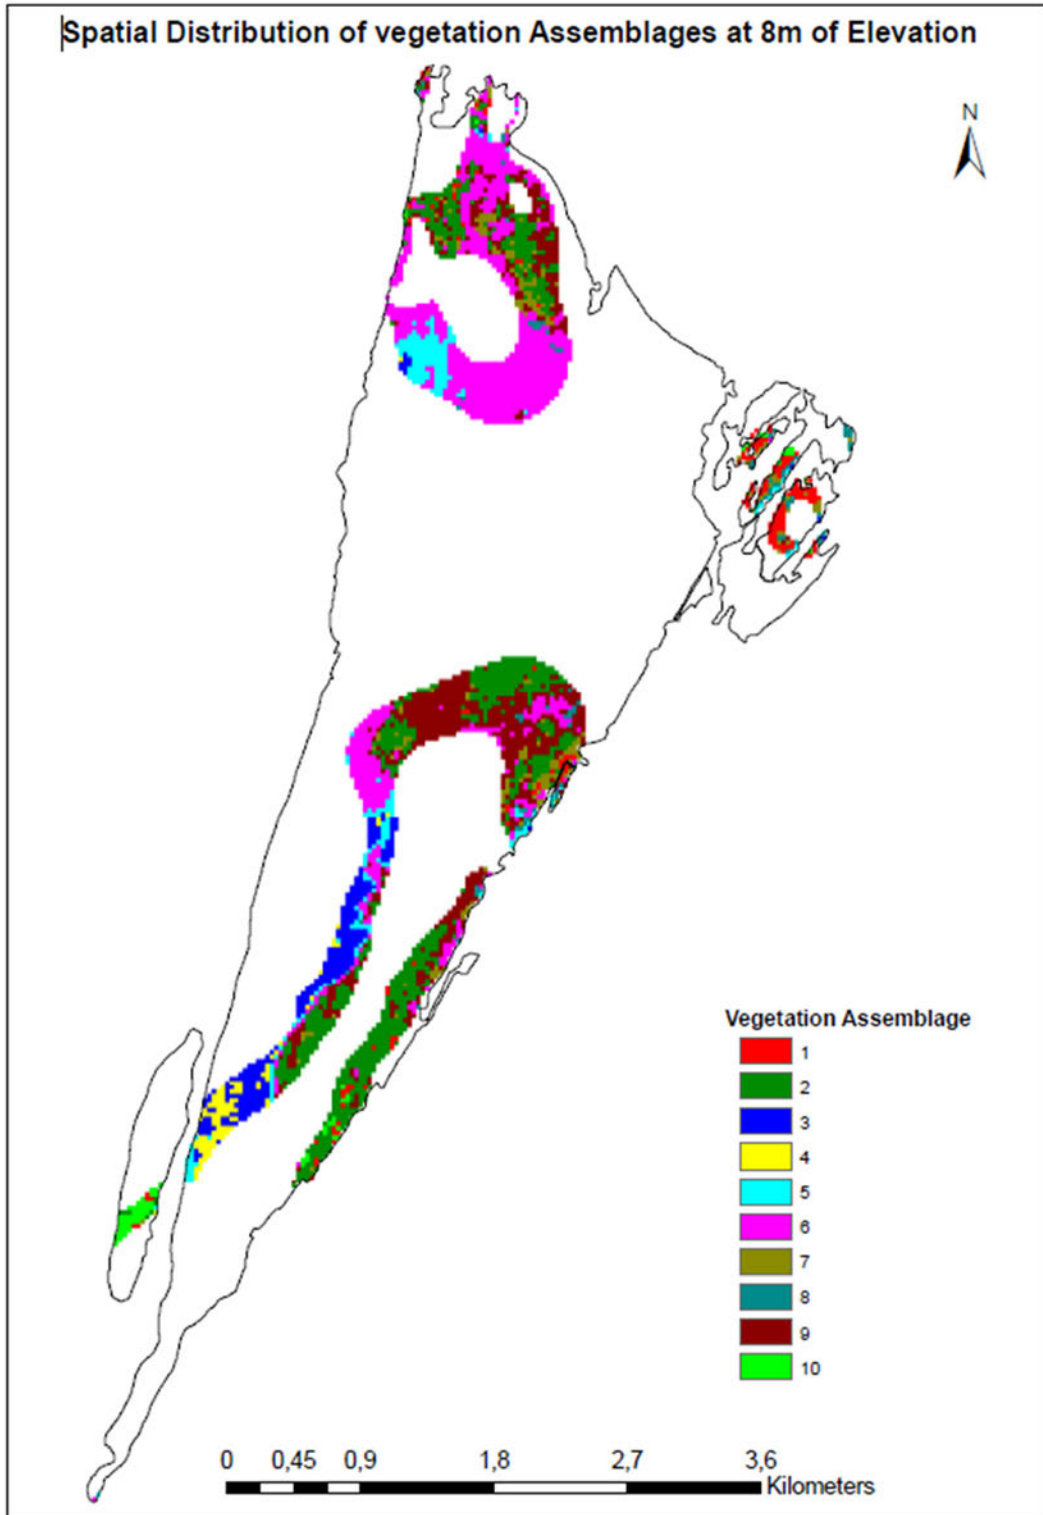 Spatial Distribution of vegetation Assemblages at 8m of Elevation
N
Vegetation Assemblage
1
2
3
4
5
6
7
8
9
10
0 0,45 0,9 1,8 2,7 3,6
Kilometers